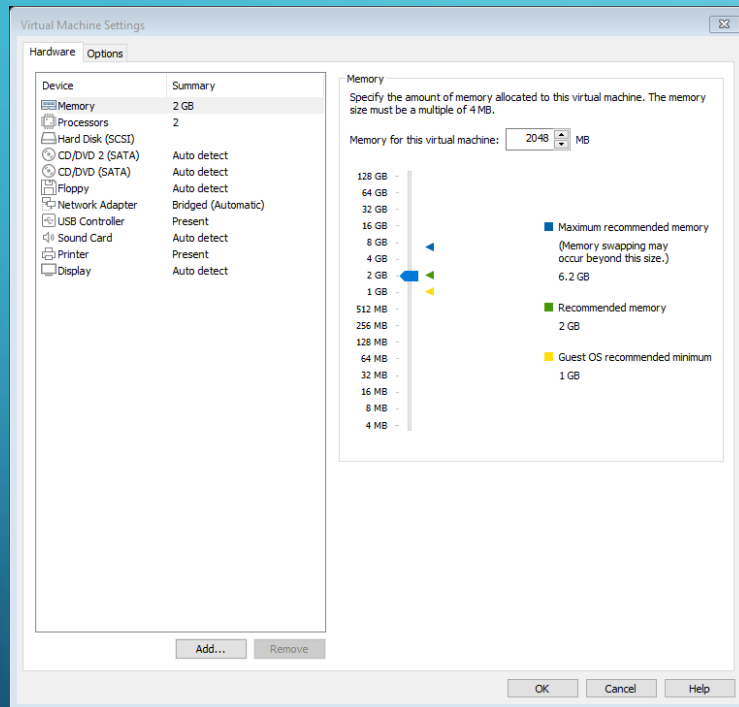 Virtual Machine Settings
Hardware Options
Device Summary
Memory 2 GB
Processors 2
Hard Disk (SCSI)
CD/DVD 2 (SATA) Auto detect
CD/DVD (SATA) Auto detect
Floppy Auto detect
Network Adapter Bridged (Automatic)
USB Controller Present
Sound Card Auto detect
Printer Present
Display Auto detect
Add... Remove
Memory
Specify the amount of memory allocated to this virtual machine. The memory
size must be a multiple of 4 MB.
Memory for this virtual machine: 2048 MB
128 GB
64 GB
32 GB
16 GB
8 GB
4 GB
2 GB
1 GB
512 MB
256 MB
128 MB
64 MB
32 MB
16 MB
8 MB
4 MB
Maximum recommended memory
(Memory swapping may
occur beyond this size.)
6.2 GB
Recommended memory
2 GB
Guest OS recommended minimum
1 GB
OK Cancel Help